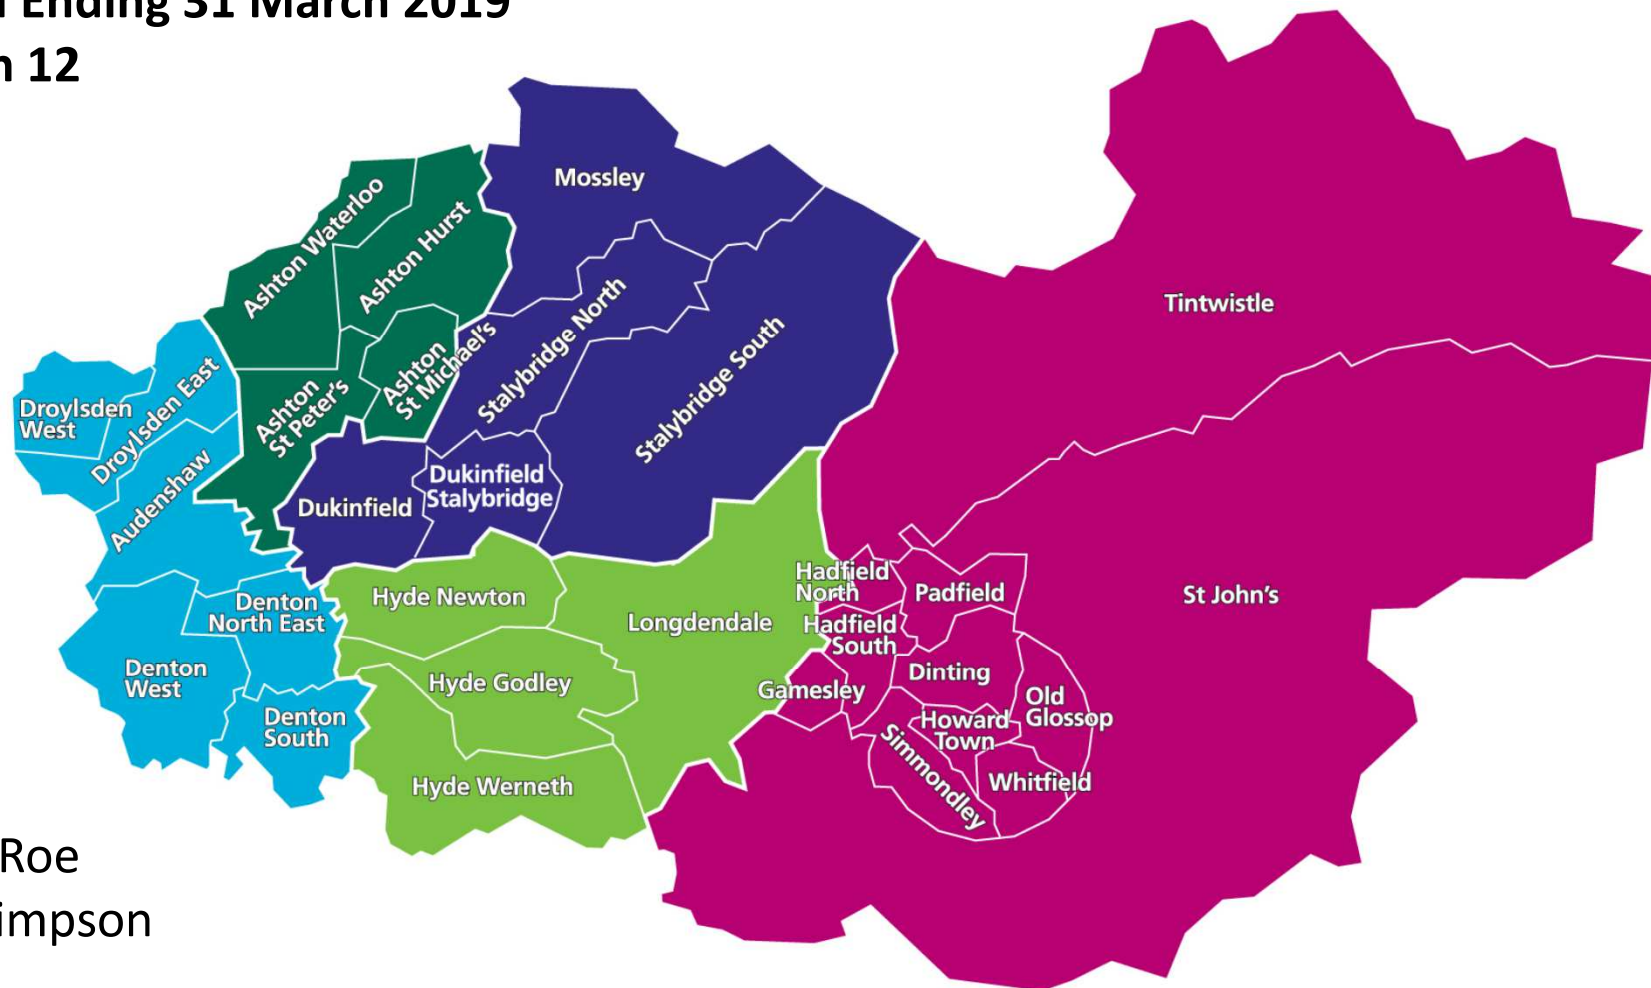 Ending 31 March 2019
12
Mossley
Ashton Waterloo
Ashton Hurst
Tintwistle
Stalybridge North
Stalybridge South
Ashton
St Michael's
Ashton
St Peter's
Droylsden
West
Droylsden East
Audenshaw
Dukinfield
Dukinfield
Stalybridge
Hadfield
North
Padfield
St John's
Hyde Newton
Denton
North East
Longdendale
Hadfield
South
Denton
West
Hyde Godley
Gamesley
Dinting
Old
Glossop
Denton
South
Howard
Town
Simmondley
Whitfield
Hyde Werneth
Roe
impson